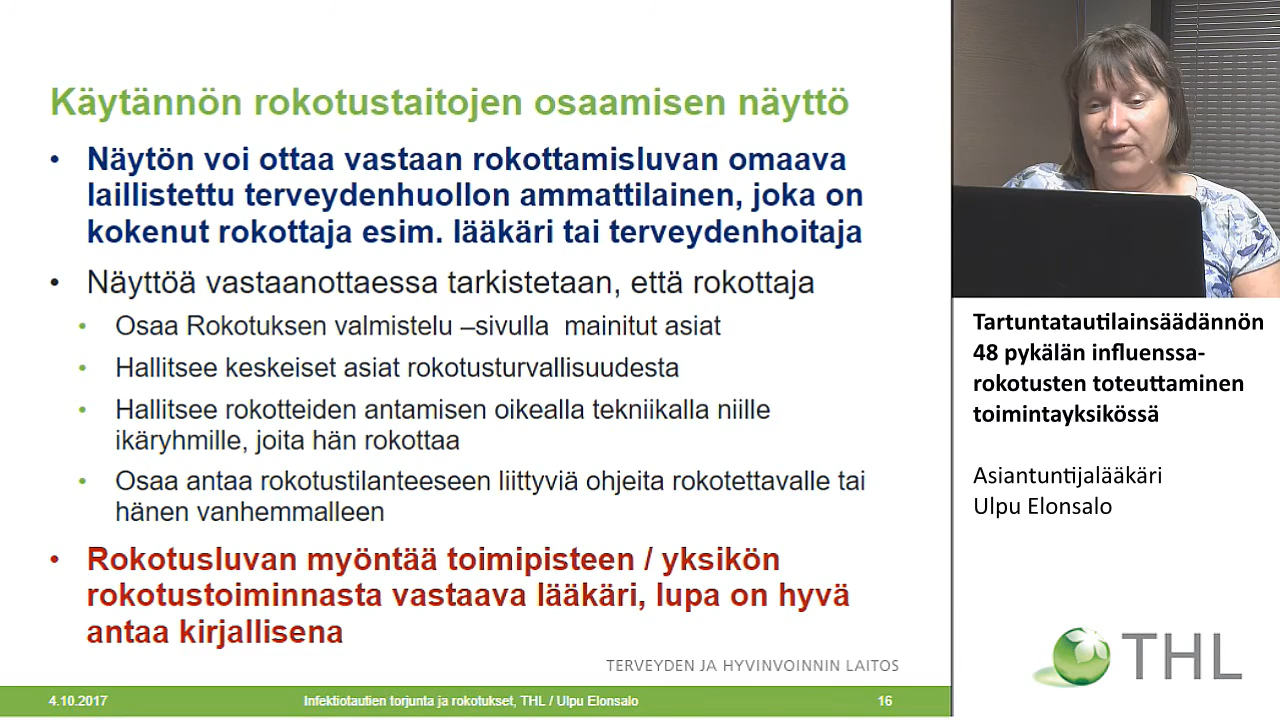 Käytännön rokotustaitojen osaamisen näyttö
• Näytön voi ottaa vastaan rokottamisluvan omaava
laillistettu terveydenhuollon ammattilainen, joka on
kokenut rokottaja esim. lääkäri tai terveydenhoitaja
• Näyttöä vastaanottaessa tarkistetaan, että rokottaja
• Osaa Rokotuksen valmistelu –sivulla mainitut asiat
• Hallitsee keskeiset asiat rokotusturvallisuudesta
• Hallitsee rokotteiden antamisen oikealla tekniikalla niille
ikäryhmille, joita hän rokottaa
• Osaa antaa rokotustilanteeseen liittyviä ohjeita rokotettavalle tai
hänen vanhemmalleen
• Rokotusluvan myöntää toimipisteen / yksikön
rokotustoiminnasta vastaava lääkäri, lupa on hyvä
antaa kirjallisena
TERVEYDEN JA HYVINVOINNIN LAITOS
4.10.2017 Infektiotautien torjunta ja rokotukset, THL / Ulpu Elonsalo 16
Tartuntatautilainsäädännön
48 pykälän influenssa-
rokotusten toteuttaminen
toimintayksikössä
Asiantuntijalääkäri
Ulpu Elonsalo
THL